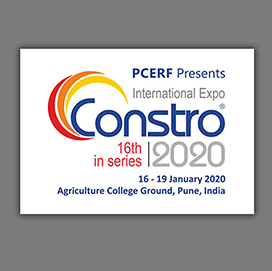 PCERF Presents
International Expo
Constro®
16th
in series | 2020
16 - 19 January 2020
Agriculture College Ground, Pune, India